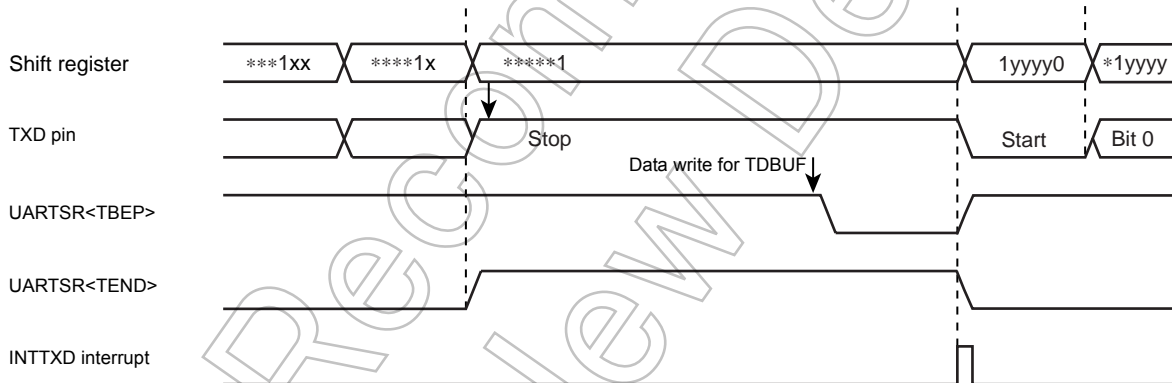 Shift register ***1xx ****1x *****1 1yyyy0 *1yyyy
TXD pin Stop Start Bit 0
Data write for TDBUF
UARTSR<TBEP>
UARTSR<TEND>
INTTXD interrupt